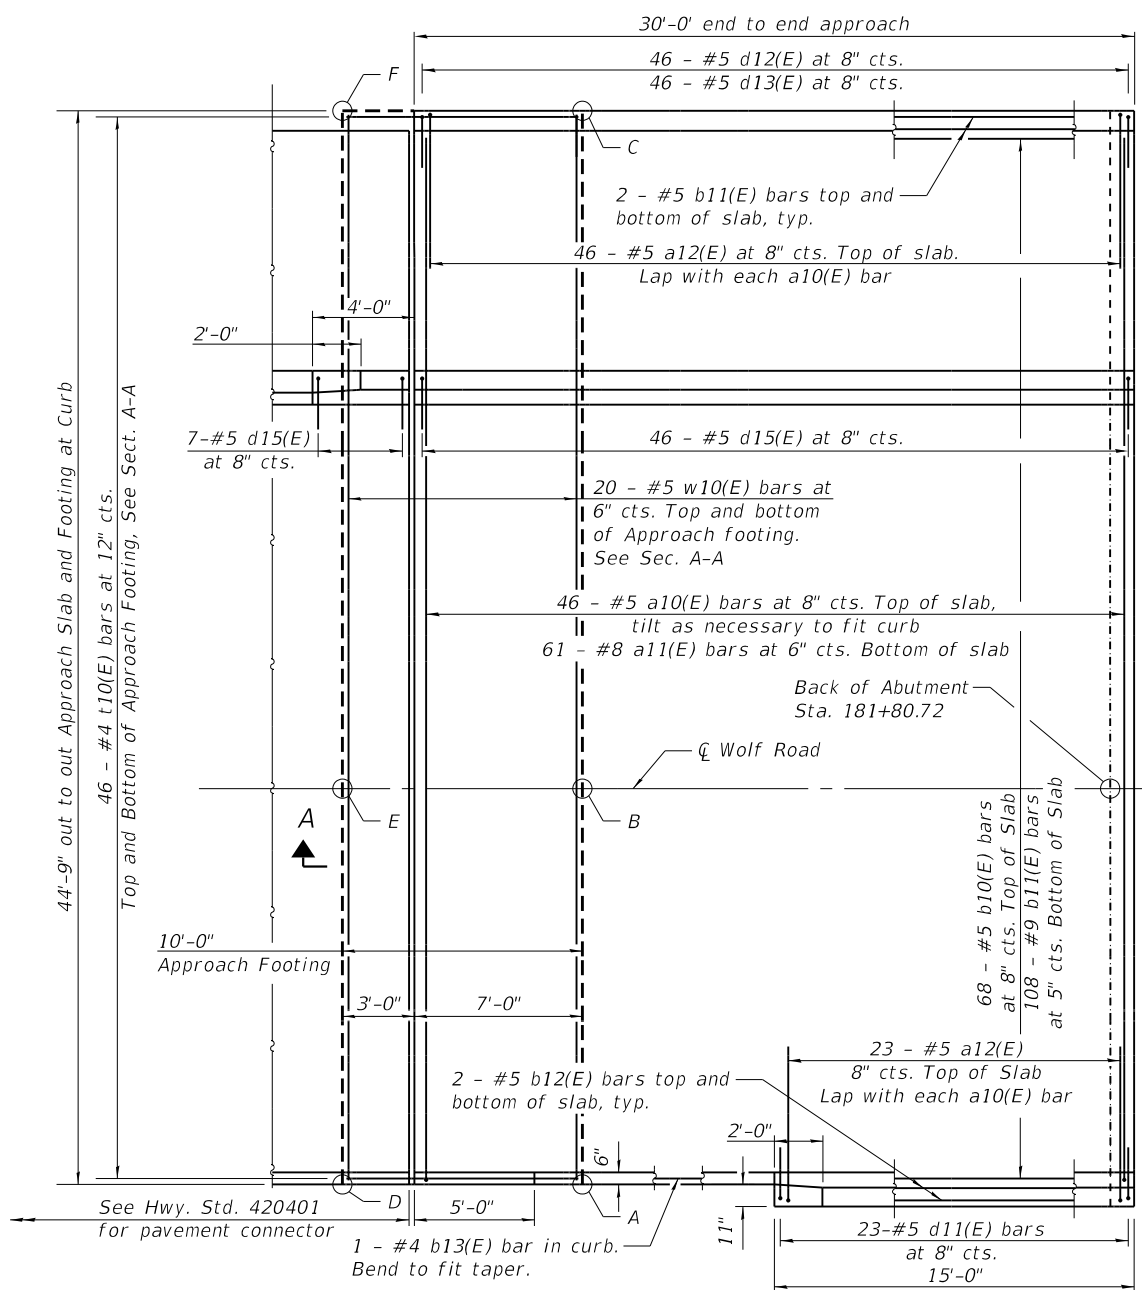 30'-0' end to end approach
46 - #5 d12(E) at 8" cts.
46 - #5 d13(E) at 8" cts.
F
C
2 - #5 b11(E) bars top and
bottom of slab, typ.
46 - #5 a12(E) at 8" cts. Top of slab.
Lap with each a10(E) bar
4'-0"
2'-0"
7-#5 d15(E)
at 8" cts.
46 - #5 d15(E) at 8" cts.
20 - #5 w10(E) bars at
6" cts. Top and bottom
of Approach footing.
See Sec. A-A
44'-9" out to out Approach Slab and Footing at Curb
46 - #4 t10(E) bars at 12" cts.
Top and Bottom of Approach Footing, See Sect. A-A
46 - #5 a10(E) bars at 8" cts. Top of slab,
tilt as necessary to fit curb
61 - #8 a11(E) bars at 6" cts. Bottom of slab
Back of Abutment
Sta. 181+80.72
℄ Wolf Road
A
E
B
68 - #5 b10(E) bars
at 8" cts. Top of Slab
108 - #9 b11(E) bars
at 5" cts. Bottom of Slab
10'-0"
Approach Footing
3'-0"
7'-0"
23 - #5 a12(E)
8" cts. Top of Slab
Lap with each a10(E) bar
2 - #5 b12(E) bars top and
bottom of slab, typ.
2'-0"
6"
D
A
See Hwy. Std. 420401
for pavement connector
5'-0"
11"
1 - #4 b13(E) bar in curb.
Bend to fit taper.
23-#5 d11(E) bars
at 8" cts.
15'-0"